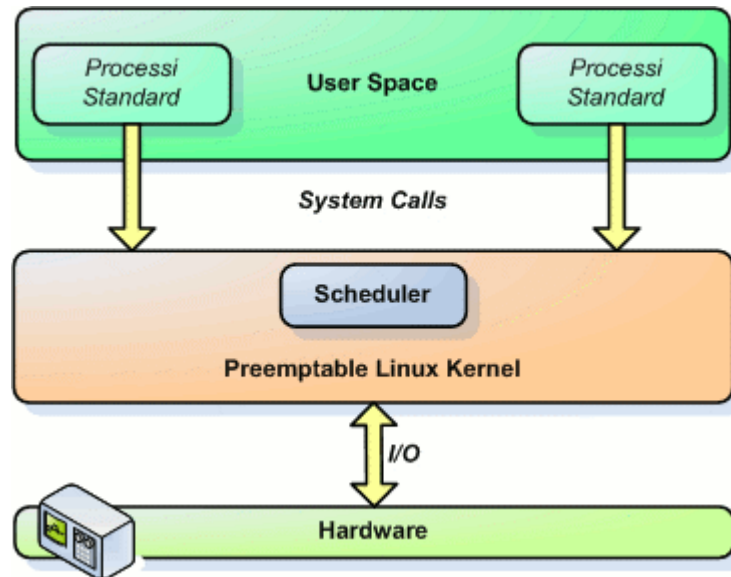 Processi
Standard
User Space
Processi
Standard
System Calls
Scheduler
Preemptable Linux Kernel
I/O
Hardware